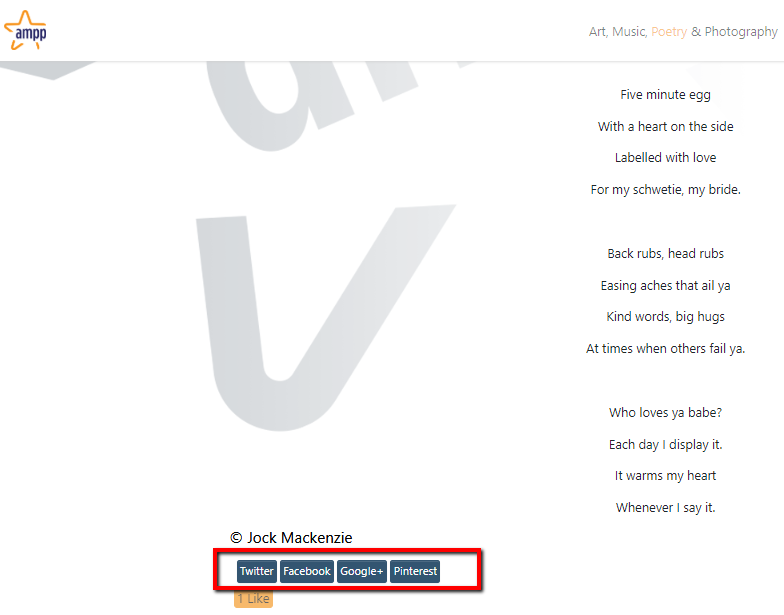 ampp
Art, Music, Poetry & Photography
Five minute egg
With a heart on the side
Labelled with love
For my schwetie, my bride.
Back rubs, head rubs
Easing aches that ail ya
Kind words, big hugs
At times when others fail ya.
Who loves ya babe?
Each day I display it.
It warms my heart
Whenever I say it.
© Jock Mackenzie
Twitter Facebook Google+ Pinterest
1 Like